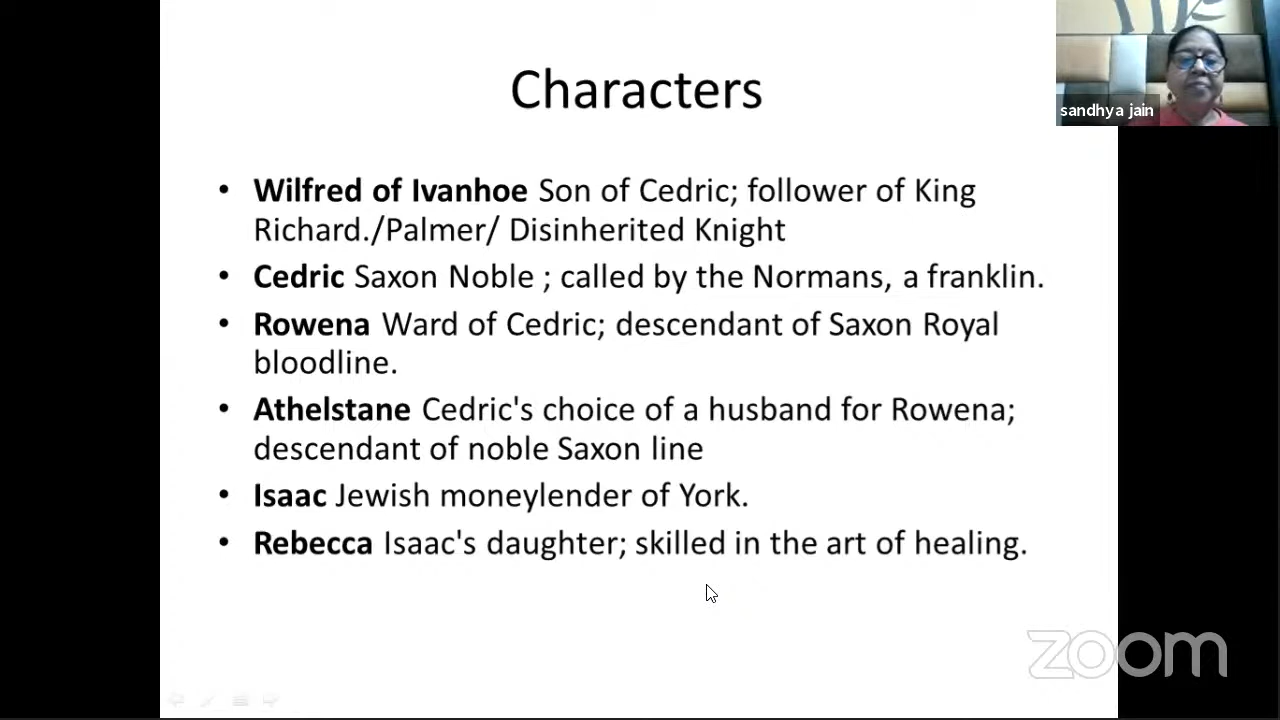 Characters
sandhya jain
• Wilfred of Ivanhoe Son of Cedric; follower of King
Richard./Palmer/ Disinherited Knight
• Cedric Saxon Noble ; called by the Normans, a franklin.
• Rowena Ward of Cedric; descendant of Saxon Royal
bloodline.
• Athelstane Cedric's choice of a husband for Rowena;
descendant of noble Saxon line
• Isaac Jewish moneylender of York.
• Rebecca Isaac's daughter; skilled in the art of healing.
zoom